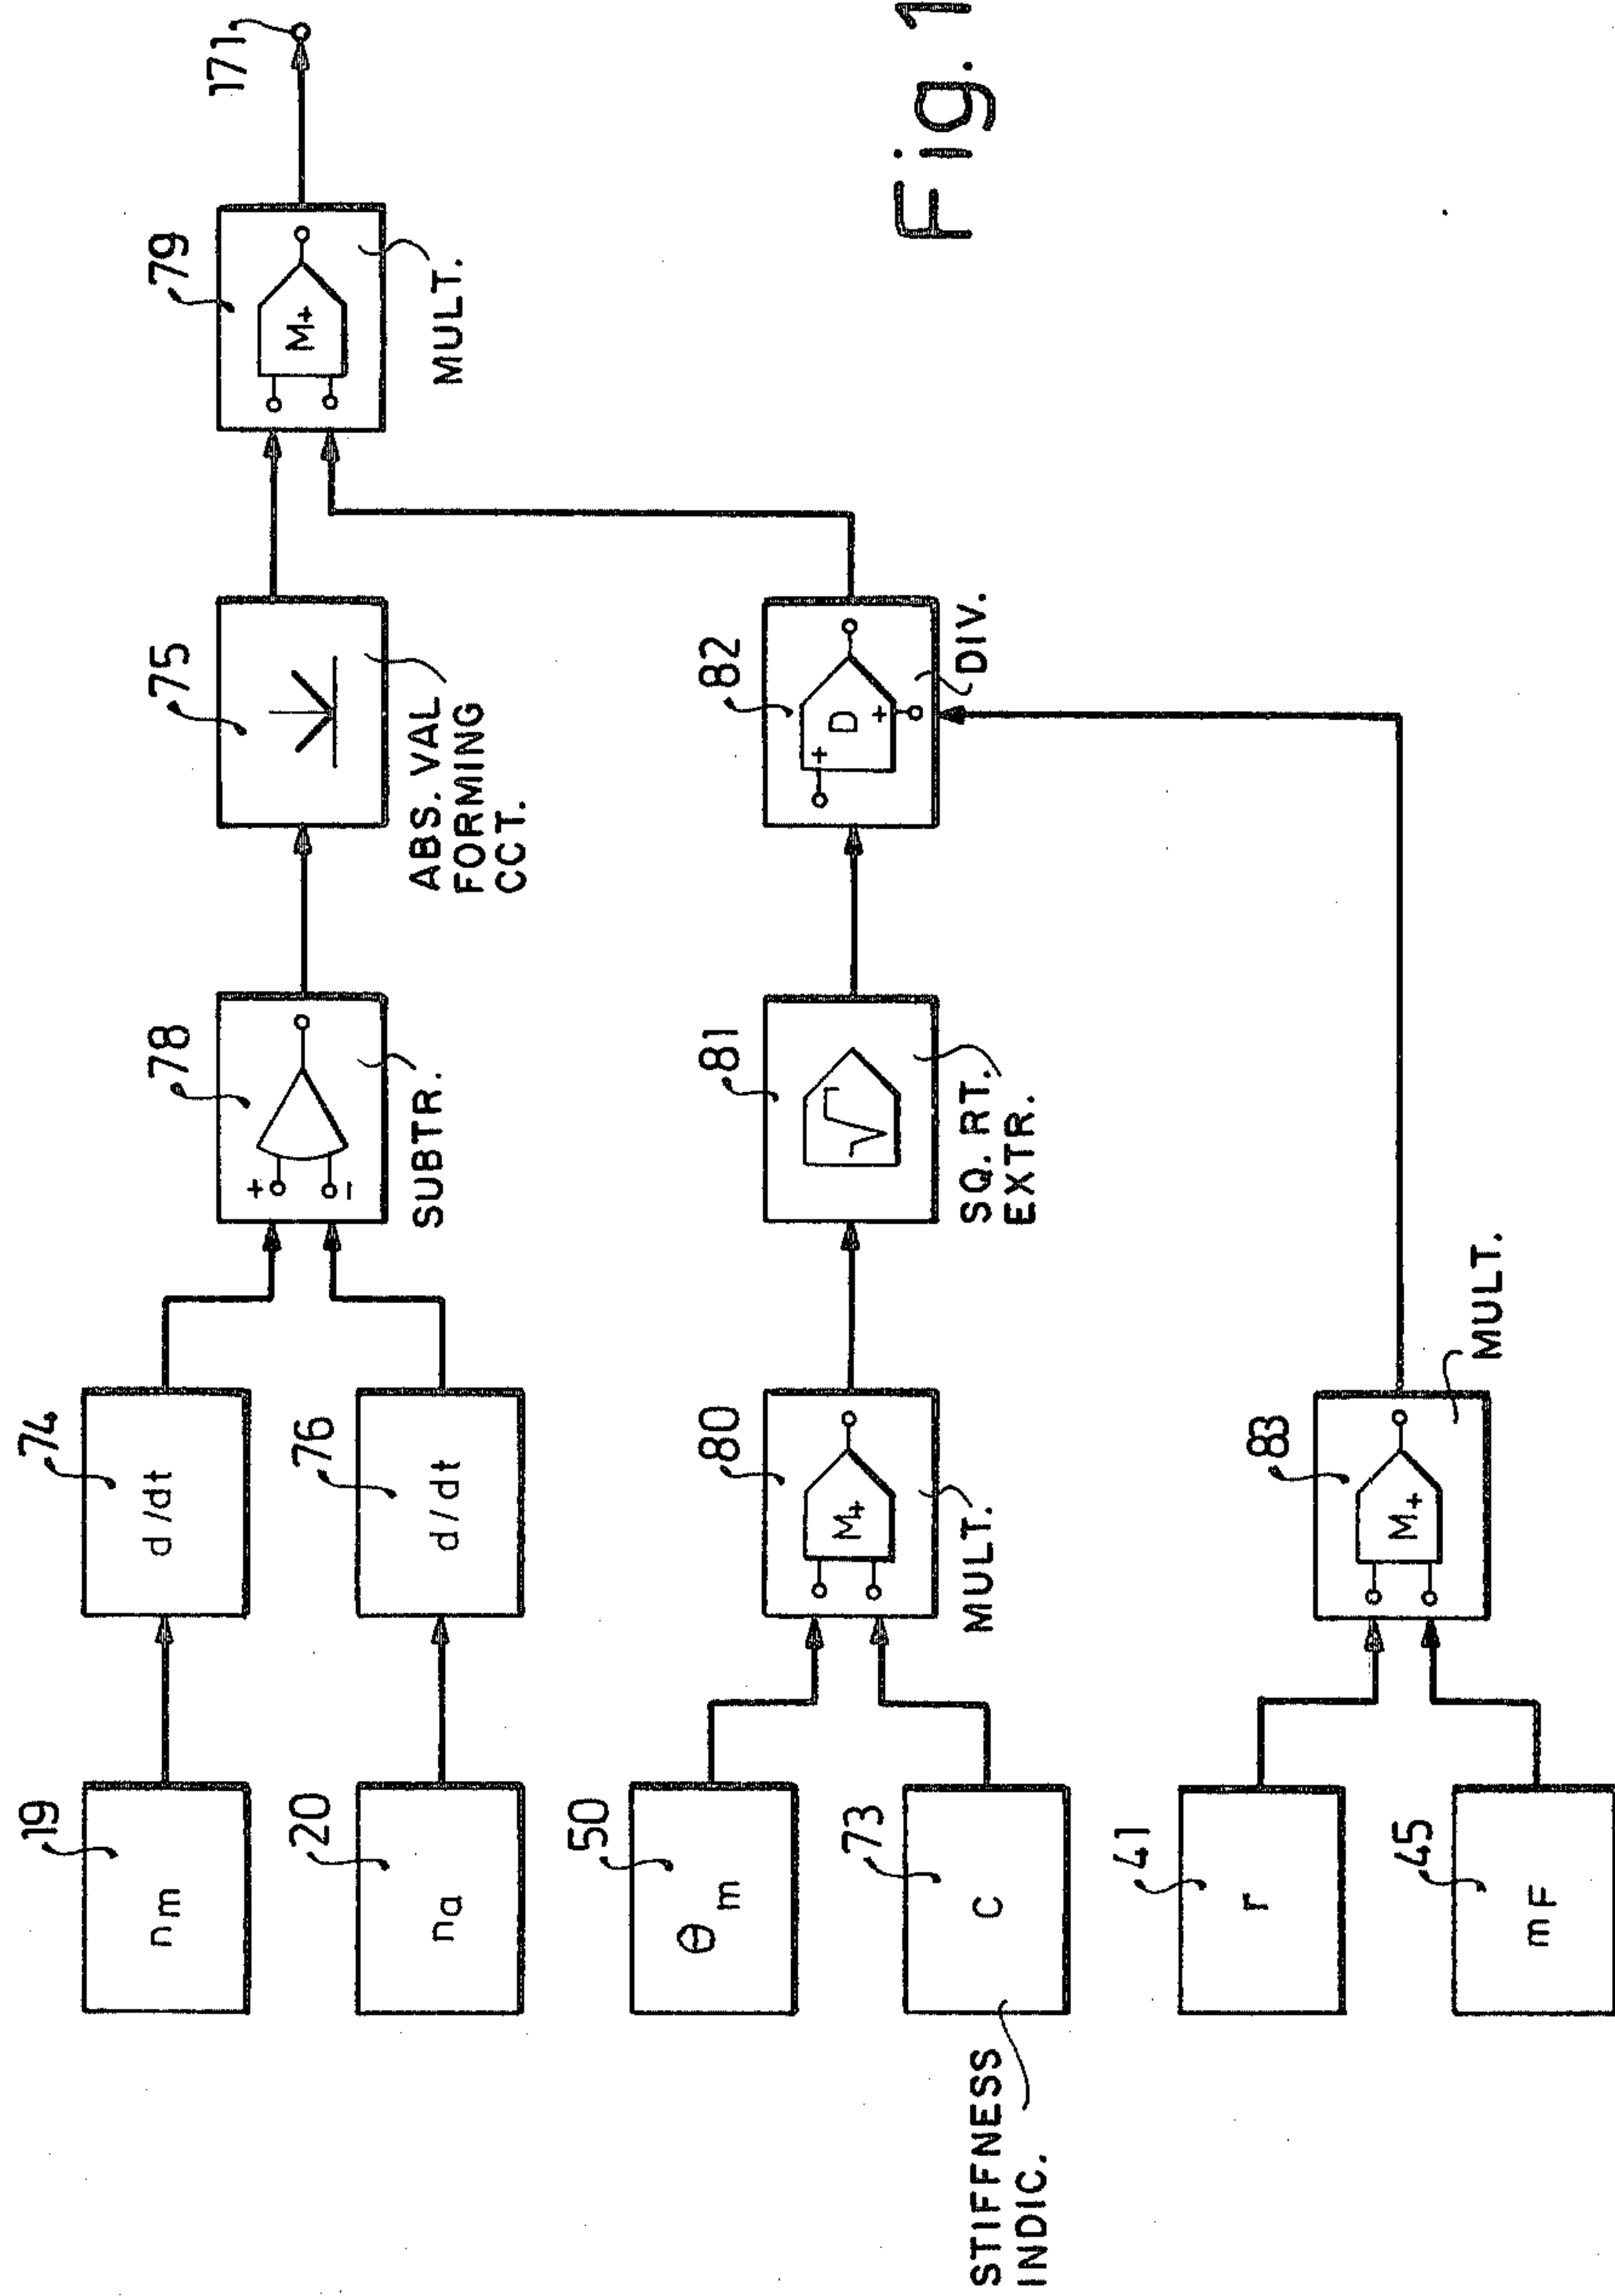 19
nm
74
d/dt
78
+
−
SUBTR.
75
ABS. VAL
FORMING
CCT.
79
M+
MULT.
171
20
na
76
d/dt
50
θm
80
M+
MULT.
81
√
SQ. RT.
EXTR.
82
+
D
+
DIV.
73
C
STIFFNESS
INDIC.
41
r
83
M+
MULT.
45
mF
Fig. 1